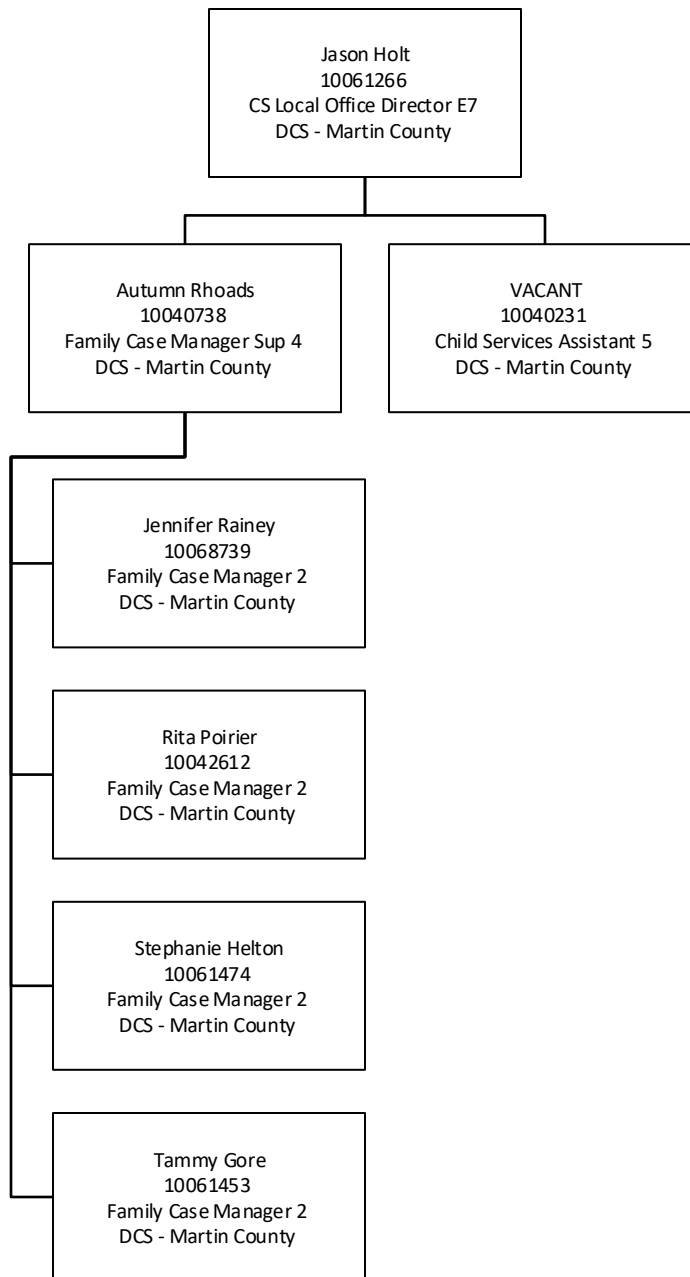 Jason Holt
10061266
CS Local Office Director E7
DCS - Martin County
Autumn Rhoads
10040738
Family Case Manager Sup 4
DCS - Martin County
VACANT
10040231
Child Services Assistant 5
DCS - Martin County
Jennifer Rainey
10068739
Family Case Manager 2
DCS - Martin County
Rita Poirier
10042612
Family Case Manager 2
DCS - Martin County
Stephanie Helton
10061474
Family Case Manager 2
DCS - Martin County
Tammy Gore
10061453
Family Case Manager 2
DCS - Martin County